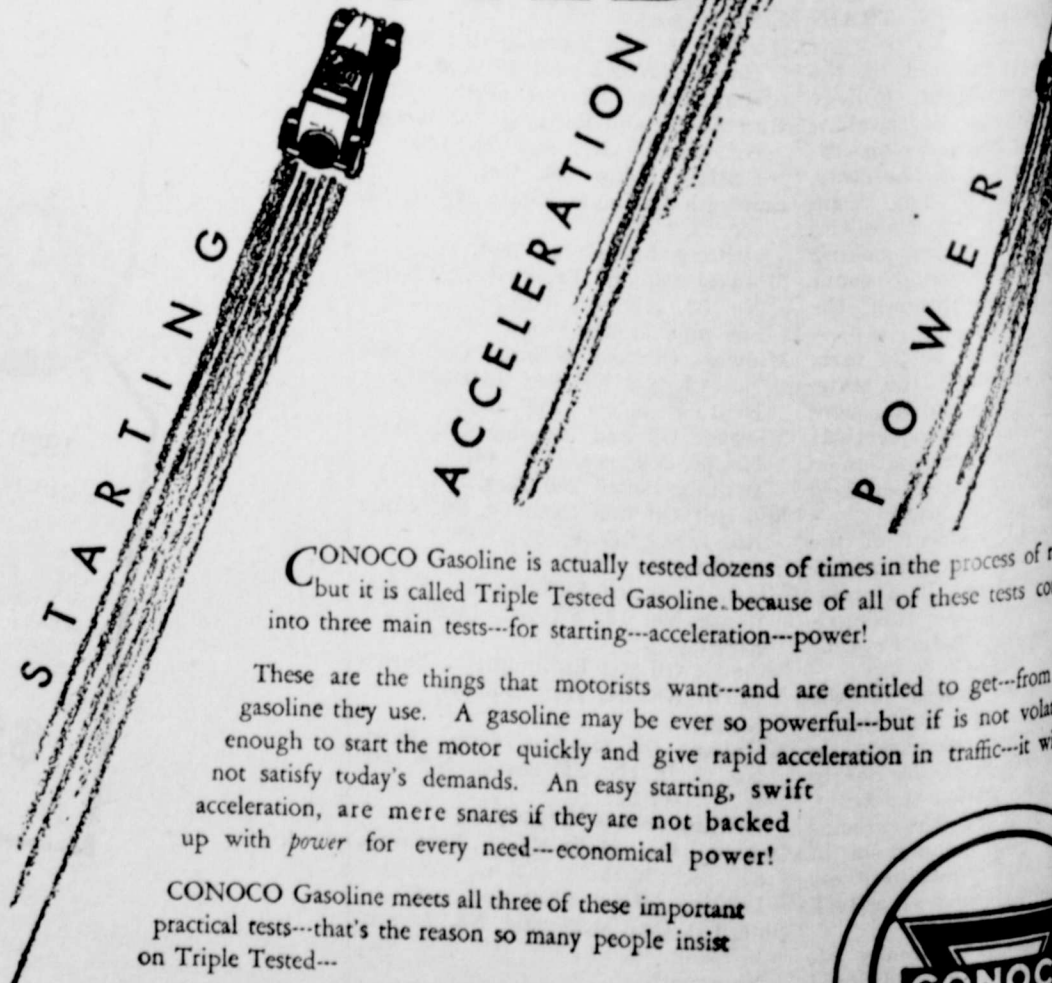 STARTING
ACCELERATION
POWER
CONOCO Gasoline is actually tested dozens of times in the process of
but it is called Triple Tested Gasoline. because of all of these tests
into three main tests---for starting---acceleration---power!
These are the things that motorists want---and are entitled to get---from
gasoline they use. A gasoline may be ever so powerful---but if is not
enough to start the motor quickly and give rapid acceleration in traffic---it
not satisfy today's demands. An easy starting, swift
acceleration, are mere snares if they are not backed
up with power for every need---economical power!
CONOCO Gasoline meets all three of these important
practical tests---that's the reason so many people insist
on Triple Tested---
CONOC